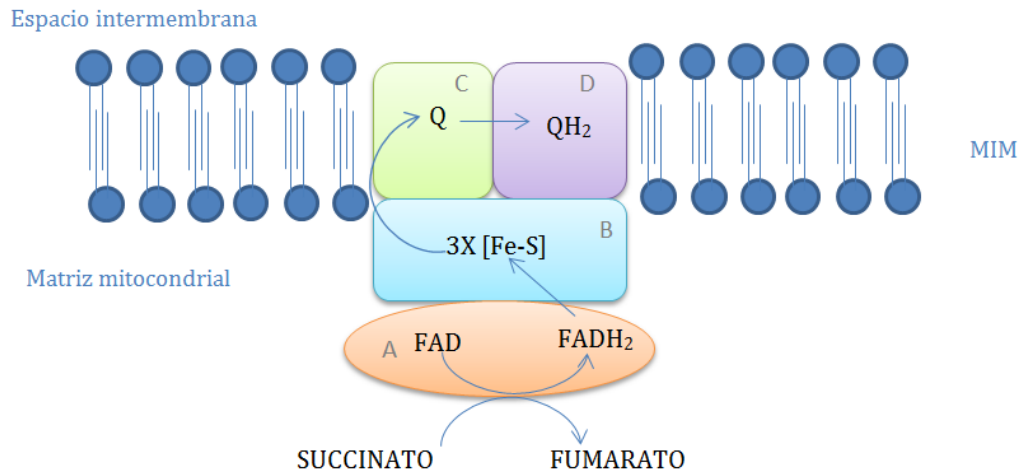 Espacio intermembrana
C
D
Q
QH₂
MIM
B
3X [Fe-S]
Matriz mitocondrial
A
FAD
FADH₂
SUCCINATO
FUMARATO